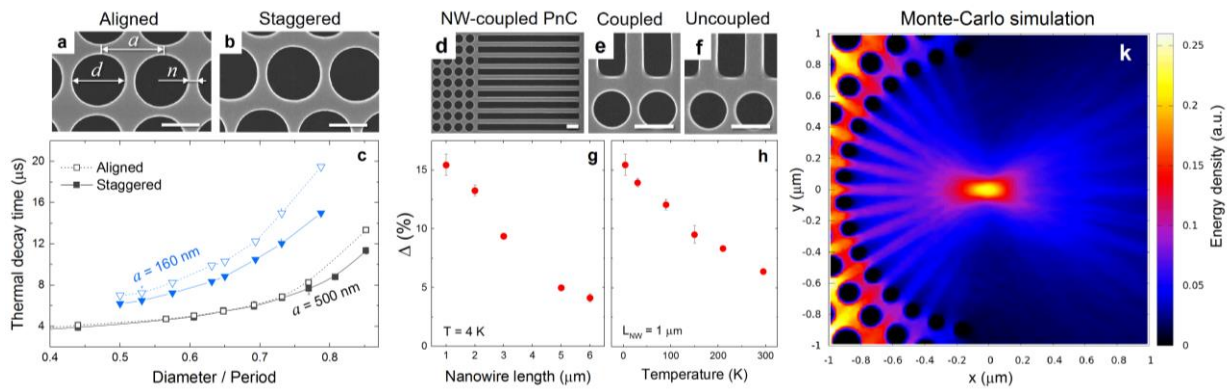 Aligned
Staggered
NW-coupled PnC
Coupled
Uncoupled
Monte-Carlo simulation
a
a
d
n
b
d
e
f
c
Aligned
Staggered
a = 160 nm
a = 500 nm
Thermal decay time (μs)
20
16
12
8
4
0.4 0.5 0.6 0.7 0.8
Diameter / Period
g
Δ (%)
15
10
5
0
T = 4 K
1 2 3 4 5 6
Nanowire length (μm)
h
L_NW = 1 μm
0 100 200 300
Temperature (K)
k
y (μm)
1
0.8
0.6
0.4
0.2
0
-0.2
-0.4
-0.6
-0.8
-1
-1 -0.8 -0.6 -0.4 -0.2 0 0.2 0.4 0.6 0.8 1
x (μm)
0.25
0.2
0.15
0.1
0.05
0
Energy density (a.u.)